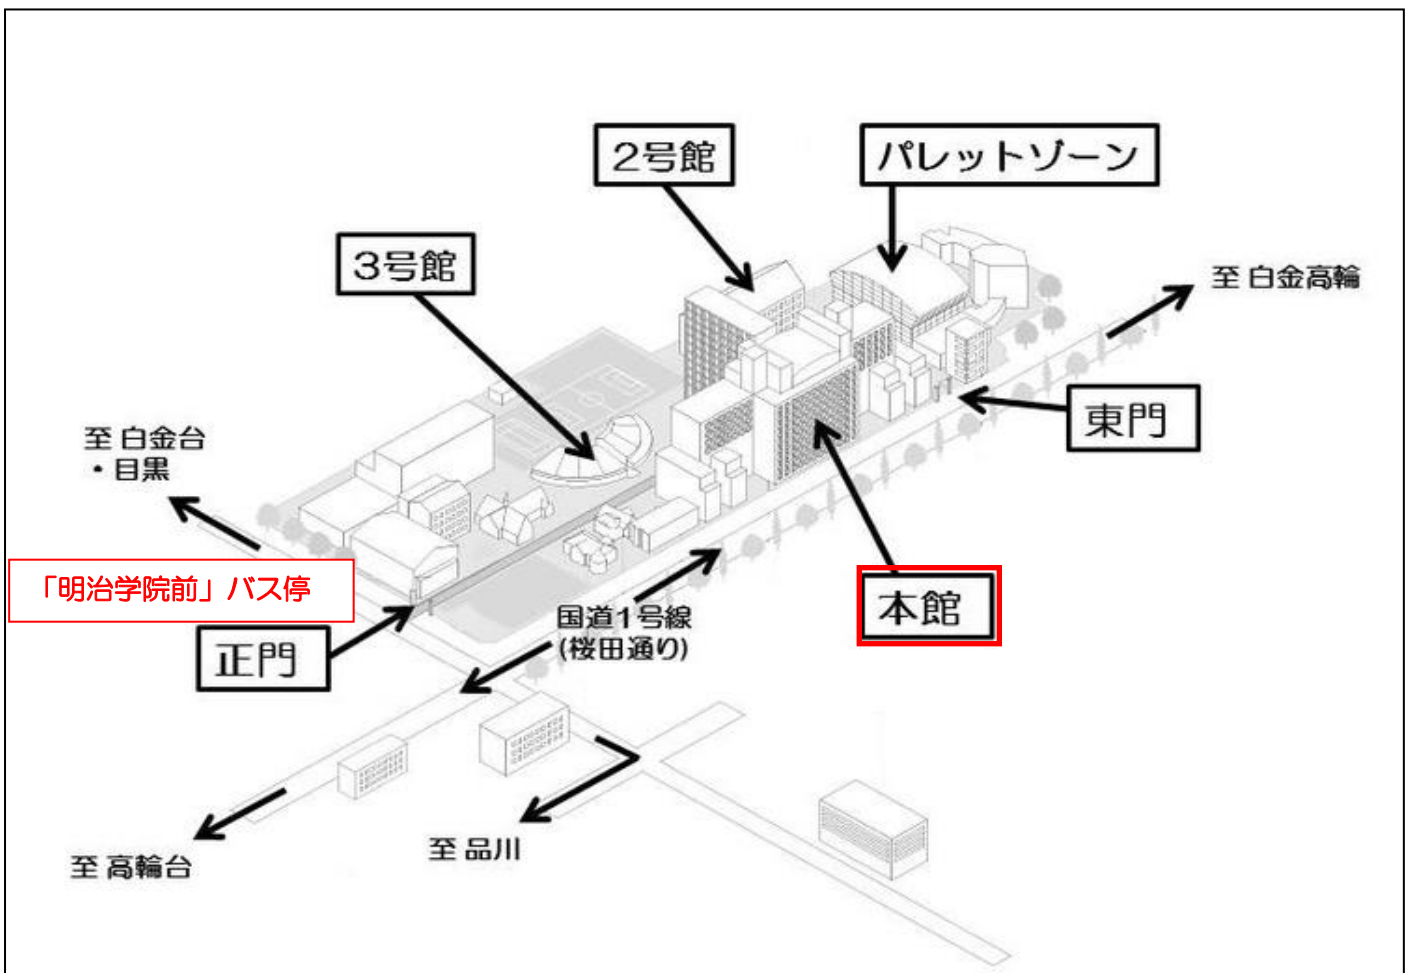 2号館
パレットゾーン
3号館
至 白金高輪
東門
至 白金台
・目黒
「明治学院前」バス停
本館
国道1号線
(桜田通り)
正門
至 品川
至 高輪台